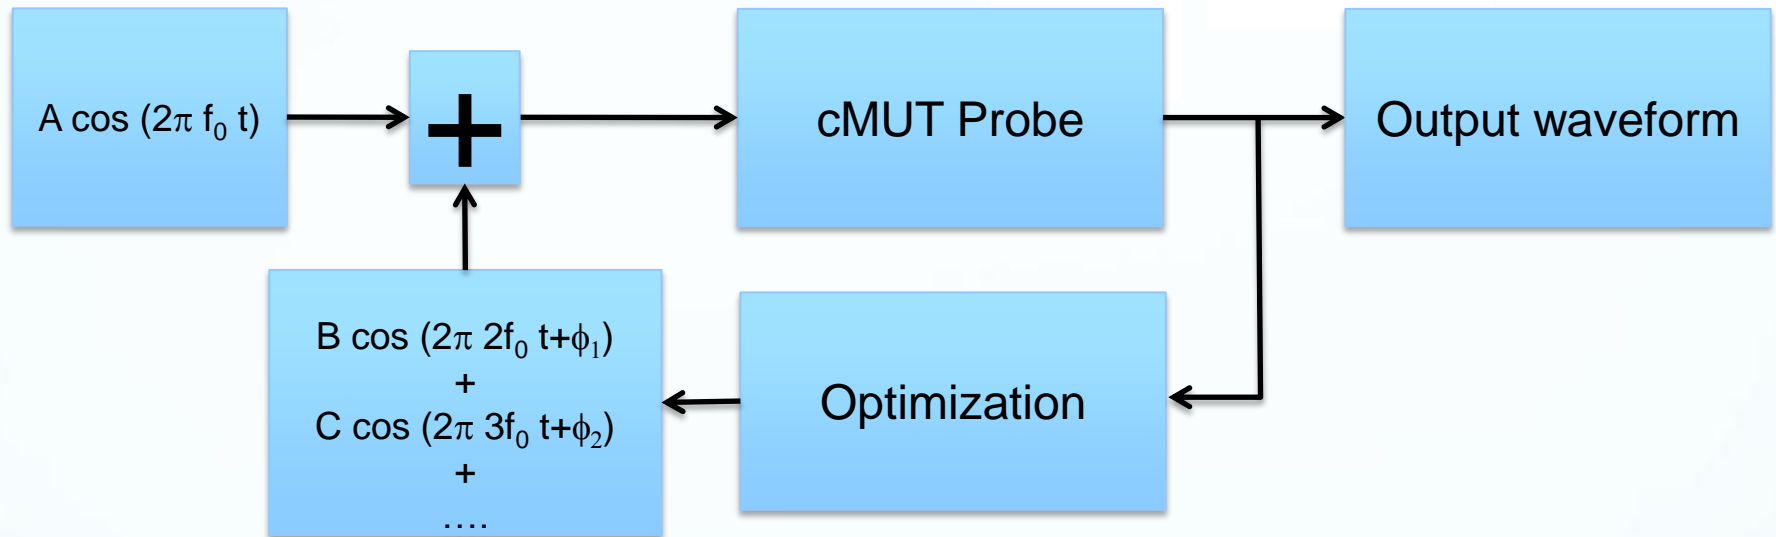 A cos (2π f₀ t)
+
cMUT Probe
Output waveform
B cos (2π 2f₀ t+ϕ₁)
+
C cos (2π 3f₀ t+ϕ₂)
+
....
Optimization